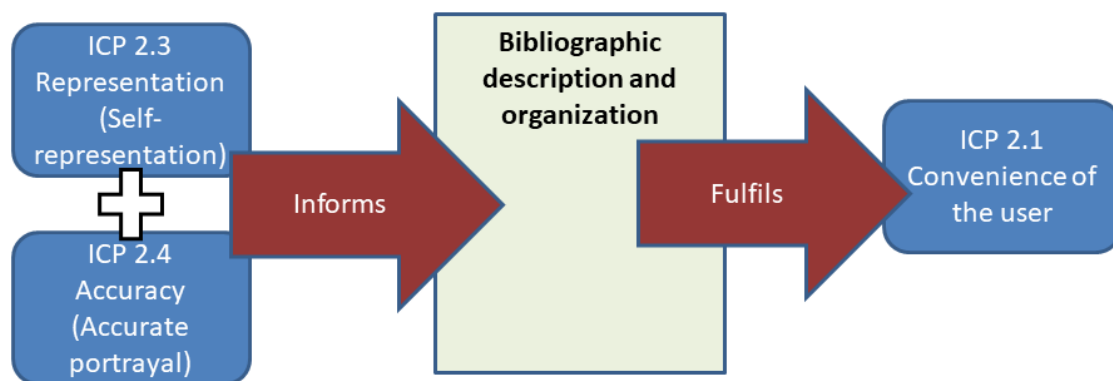 ICP 2.3
Representation
(Self-
representation)
ICP 2.4
Accuracy
(Accurate
portrayal)
Informs
Bibliographic
description and
organization
Fulfils
ICP 2.1
Convenience of
the user